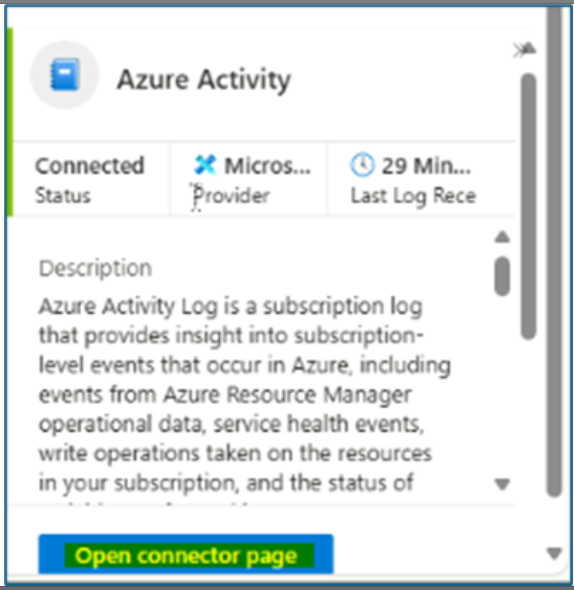 Azure Activity
Connected
Status
Micros...
Provider
29 Min...
Last Log Rece
Description
Azure Activity Log is a subscription log
that provides insight into subscription-
level events that occur in Azure, including
events from Azure Resource Manager
operational data, service health events,
write operations taken on the resources
in your subscription, and the status of
Open connector page